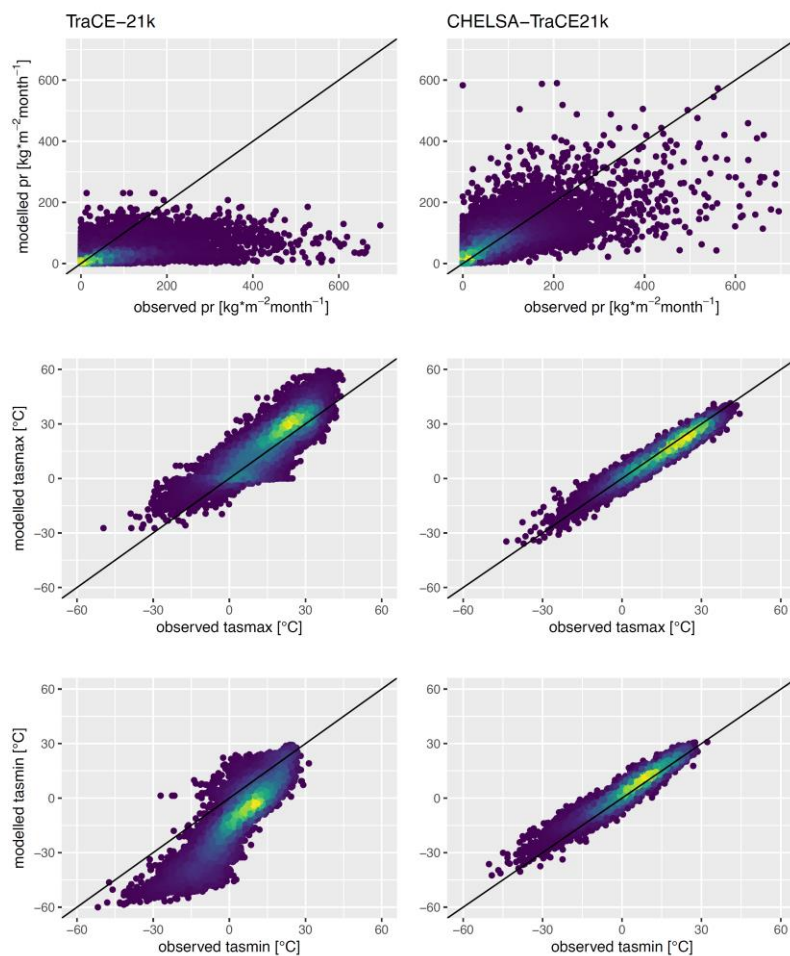 TraCE−21k
CHELSA−TraCE21k
modelled pr [kg*m−2month−1]
600
400
200
0
0 200 400 600
observed pr [kg*m−2month−1]
600
400
200
0
0 200 400 600
observed pr [kg*m−2month−1]
modelled tasmax [°C]
60
30
0
−30
−60
−60 −30 0 30 60
observed tasmax [°C]
60
30
0
−30
−60
−60 −30 0 30 60
observed tasmax [°C]
modelled tasmin [°C]
60
30
0
−30
−60
−60 −30 0 30 60
observed tasmin [°C]
60
30
0
−30
−60
−60 −30 0 30 60
observed tasmin [°C]